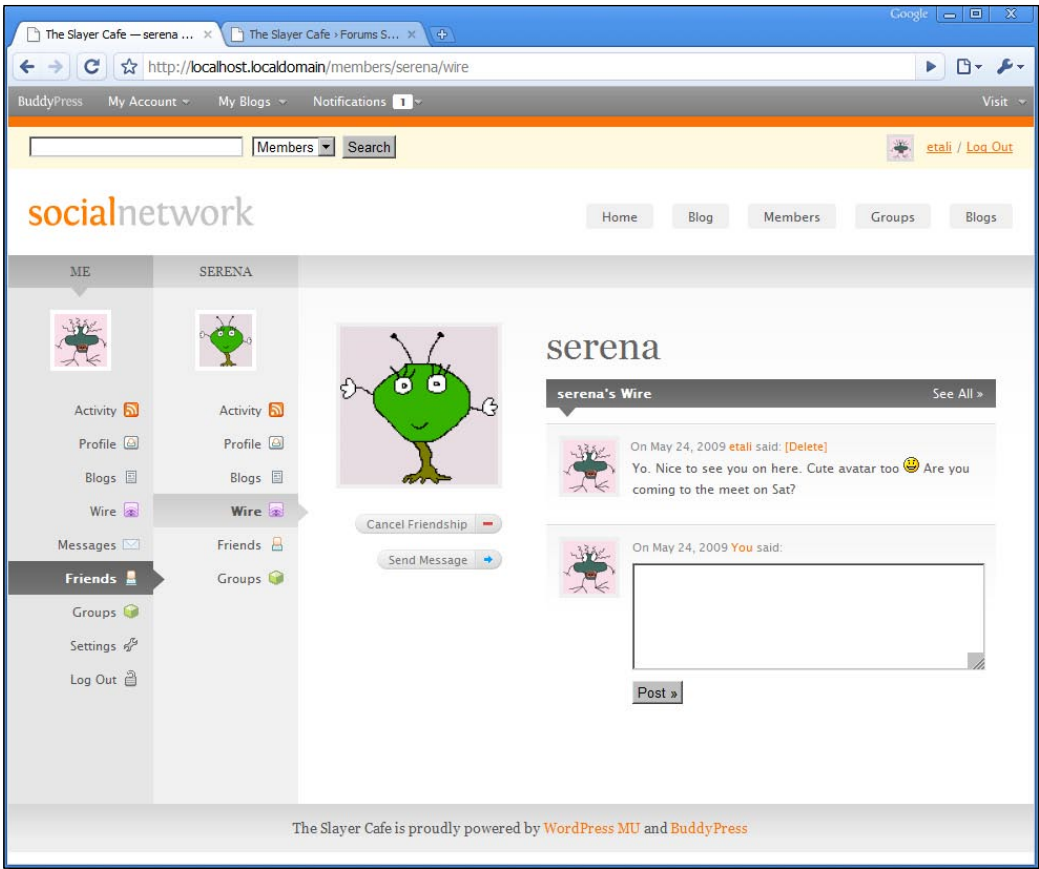 Google
The Slayer Cafe — serena ...
The Slayer Cafe › Forums S...
http://localhost.localdomain/members/serena/wire
BuddyPress My Account My Blogs Notifications 1 Visit
Members Search etali / Log Out
socialnetwork
Home Blog Members Groups Blogs
ME SERENA
serena
serena's Wire See All »
Activity Activity
Profile Profile
Blogs Blogs
Wire Wire
Messages Friends
Friends Groups
Groups
Settings
Log Out
Cancel Friendship
Send Message
On May 24, 2009 etali said: [Delete]
Yo. Nice to see you on here. Cute avatar too Are you
coming to the meet on Sat?
On May 24, 2009 You said:
Post »
The Slayer Cafe is proudly powered by WordPress MU and BuddyPress